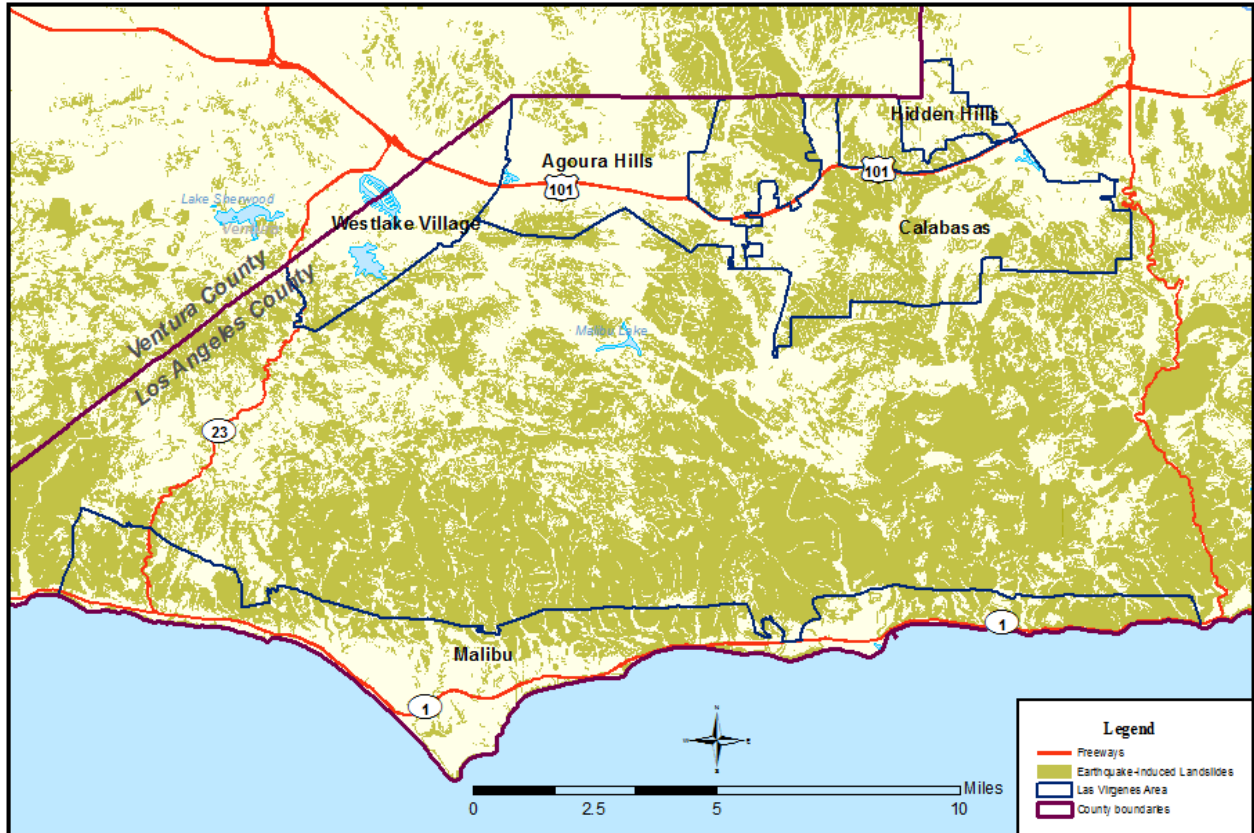 Hidden Hills
Agoura Hills
101
101
Lake Sherwood
Ventura
Westlake Village
Calabasas
Ventura County
Los Angeles County
Malibu Lake
23
1
Malibu
1
N
W
E
S
Miles
0
2.5
5
10
Legend
Freeways
Earthquake-Induced Landslides
Las Virgenes Area
County boundaries